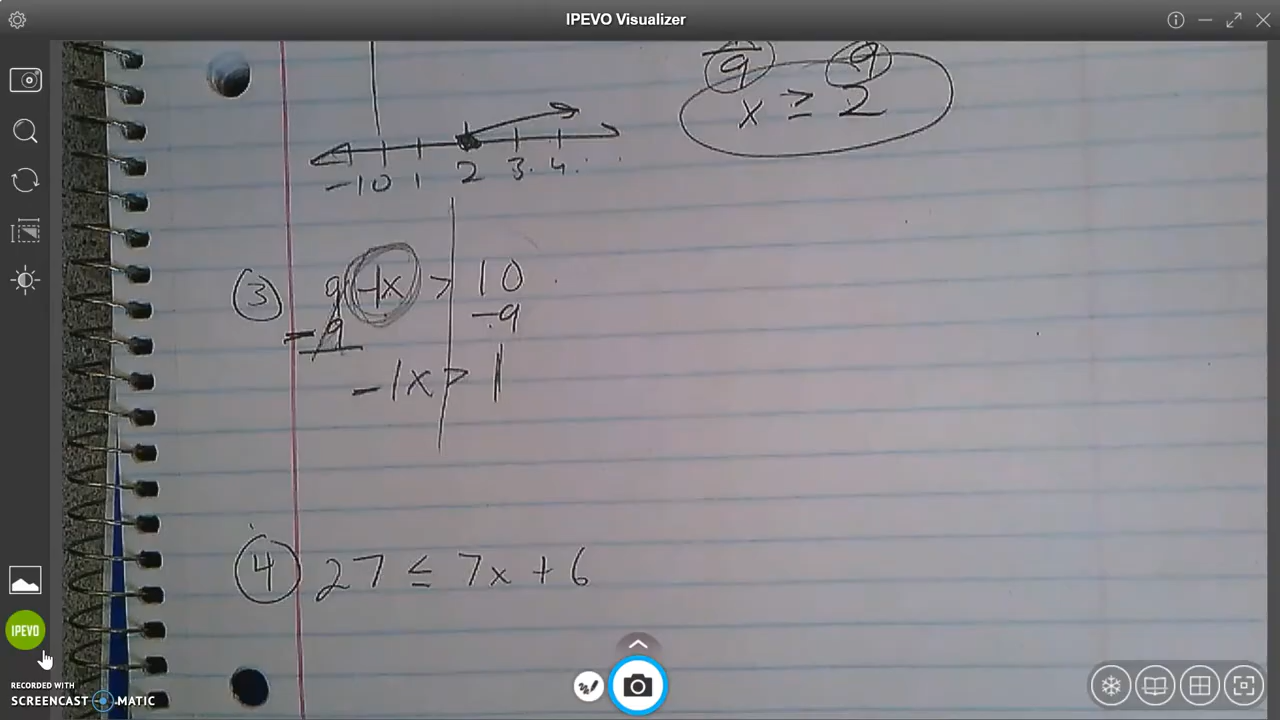 IPEVO Visualizer
9 9
x ≥ 2
-1 0 1 2 3 4
③ 9 -1x > 10
-9 -9
-1x > 1
④ 27 ≤ 7x + 6
IPEVO
RECORDED WITH
SCREENCAST MATIC